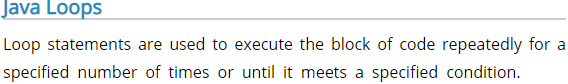 Java Loops
Loop statements are used to execute the block of code repeatedly for a
specified number of times or until it meets a specified condition.